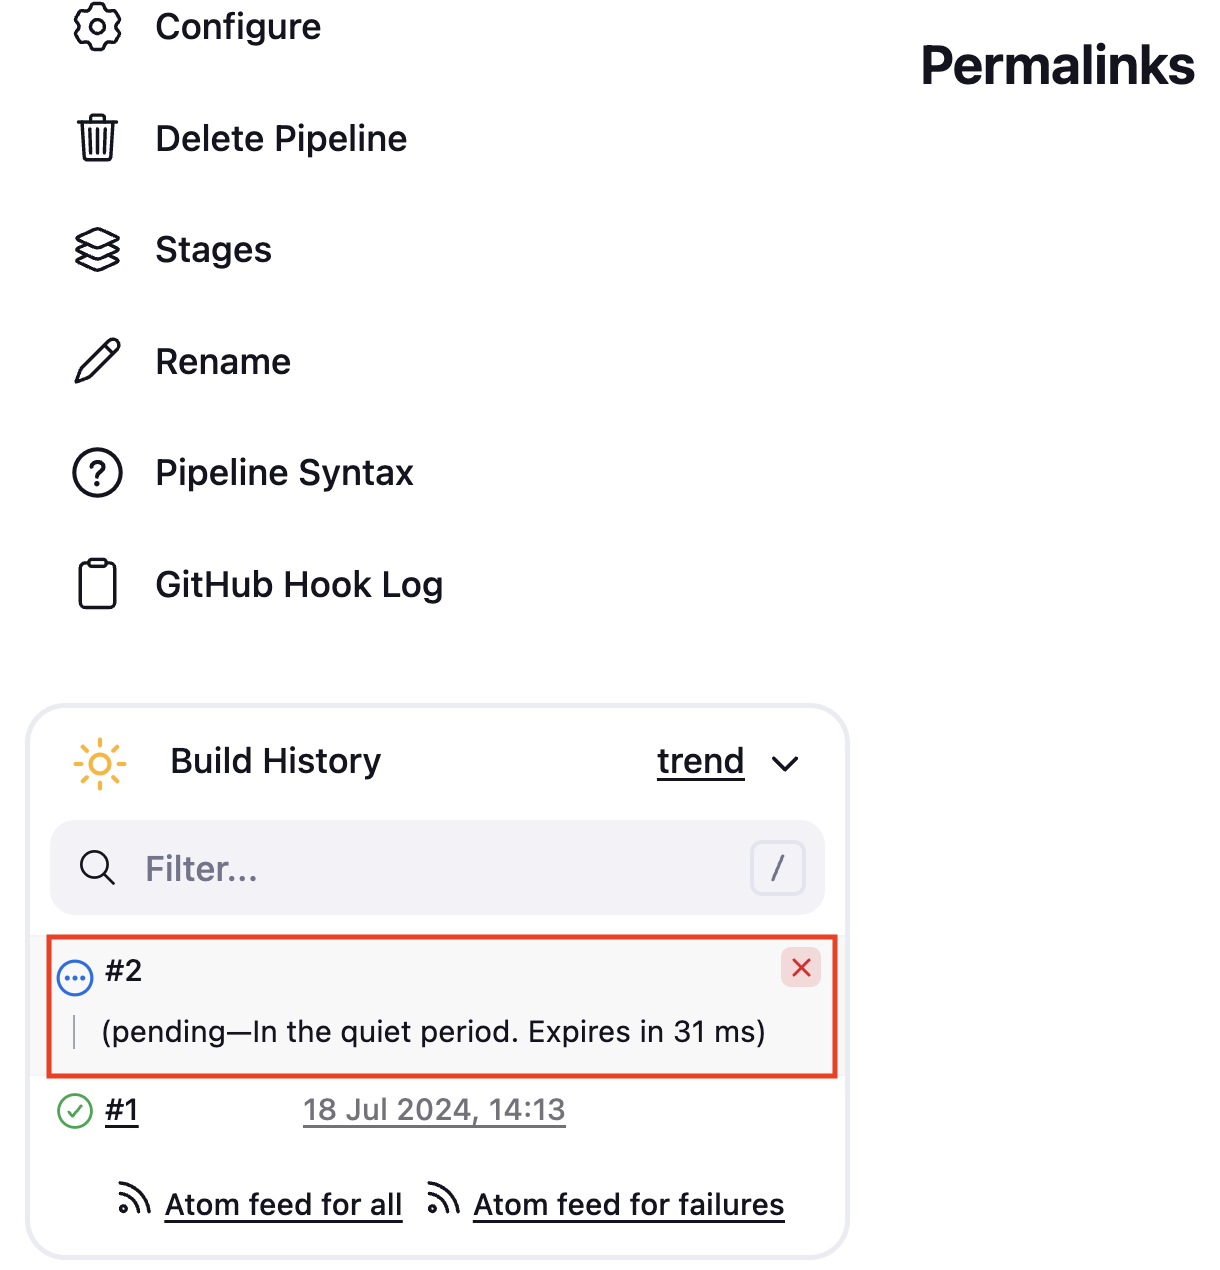 Configure
Permalinks
Delete Pipeline
Stages
Rename
Pipeline Syntax
GitHub Hook Log
Build History trend
Filter... /
#2
(pending—In the quiet period. Expires in 31 ms)
#1 18 Jul 2024, 14:13
Atom feed for all Atom feed for failures